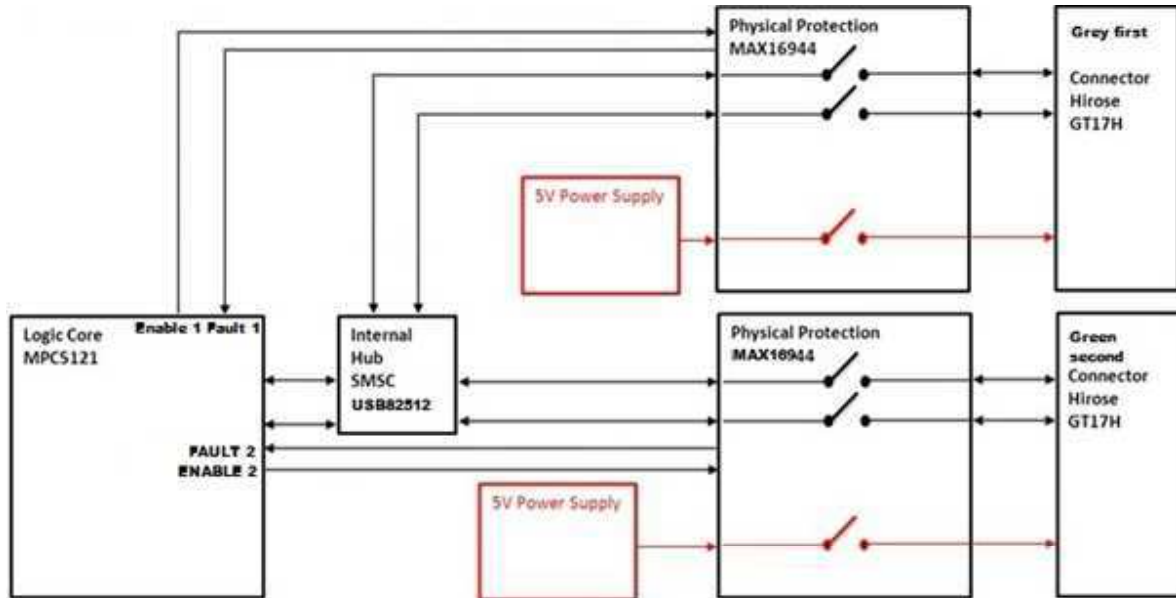 Physical Protection
MAX16944
Grey first
Connector
Hirose
GT17H
5V Power Supply
Logic Core
MPC5121
Enable 1 Fault 1
Internal
Hub
SMSC
USB82512
Physical Protection
MAX16944
Green
second
Connector
Hirose
GT17H
FAULT 2
ENABLE 2
5V Power Supply